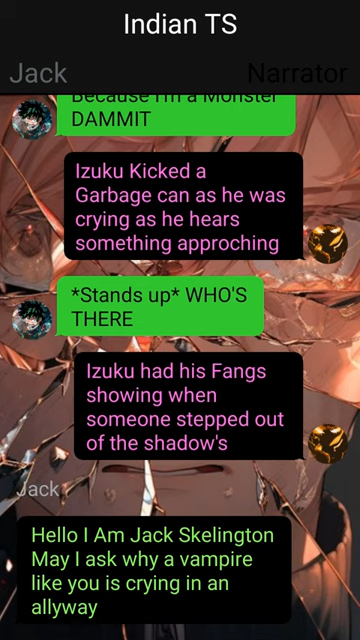 Indian TS
Jack Narrator
Because I'm a Monster
DAMMIT
Izuku Kicked a
Garbage can as he was
crying as he hears
something approching
*Stands up* WHO'S
THERE
Izuku had his Fangs
showing when
someone stepped out
of the shadow's
Jack
Hello I Am Jack Skelington
May I ask why a vampire
like you is crying in an
allyway